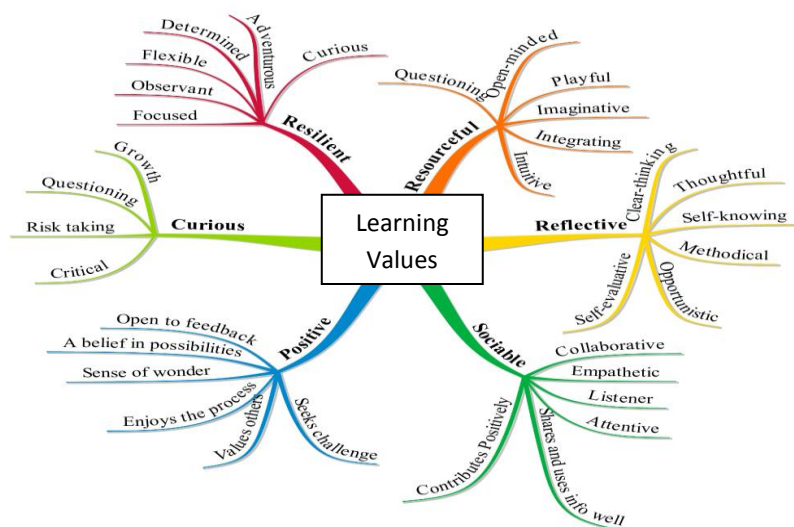 Learning
Values
Resilient
Focused
Observant
Flexible
Determined
Adventurous
Curious
Resourceful
Questioning
Open-minded
Playful
Imaginative
Integrating
Intuitive
Reflective
Clear-thinking
Thoughtful
Self-knowing
Methodical
Opportunistic
Self-evaluative
Sociable
Collaborative
Empathetic
Listener
Attentive
Shares and uses info well
Contributes Positively
Positive
Open to feedback
A belief in possibilities
Sense of wonder
Enjoys the process
Values others
Seeks challenge
Curious
Growth
Questioning
Risk taking
Critical